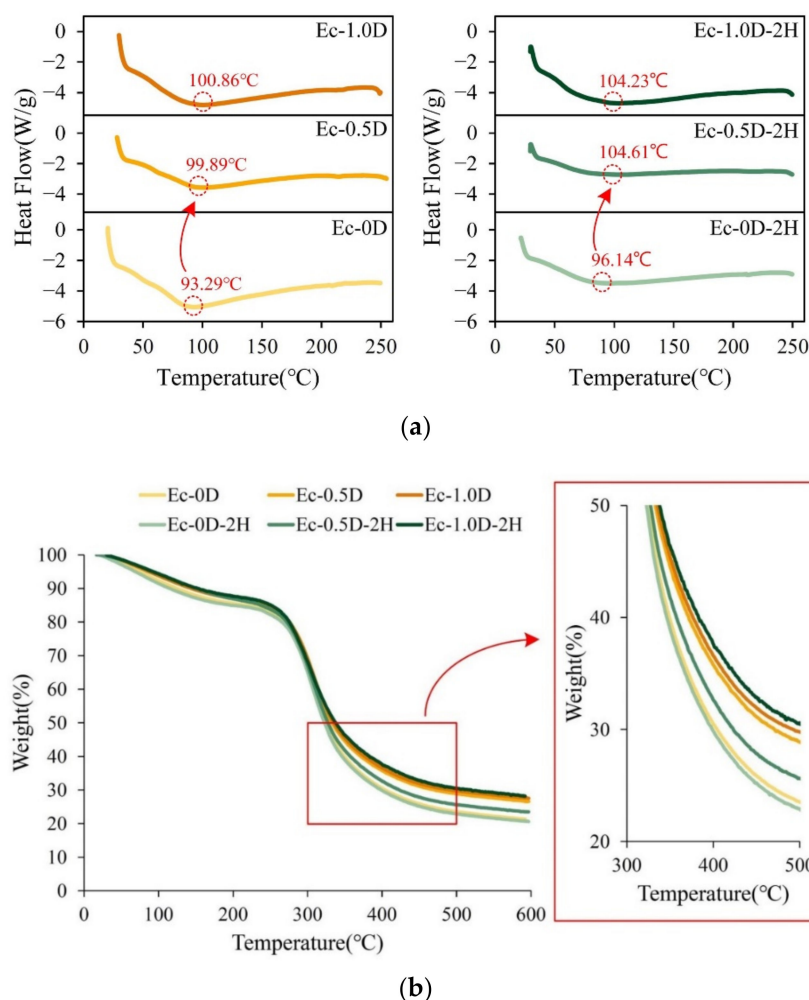 Ec-1.0D
100.86℃
0
−2
−4
Ec-0.5D
99.89℃
0
−2
−4
Ec-0D
93.29℃
0
−2
−4
−6
Heat Flow(W/g)
0 50 100 150 200 250
Temperature(℃)
Ec-1.0D-2H
104.23℃
0
−2
−4
Ec-0.5D-2H
104.61℃
0
−2
−4
Ec-0D-2H
96.14℃
0
−2
−4
−6
Heat Flow(W/g)
0 50 100 150 200 250
Temperature(℃)
(a)
Ec-0D Ec-0.5D Ec-1.0D
Ec-0D-2H Ec-0.5D-2H Ec-1.0D-2H
100
90
80
70
60
50
40
30
20
10
0
Weight(%)
0 100 200 300 400 500 600
Temperature(℃)
50
40
30
20
Weight(%)
300 400 500
Temperature(℃)
(b)